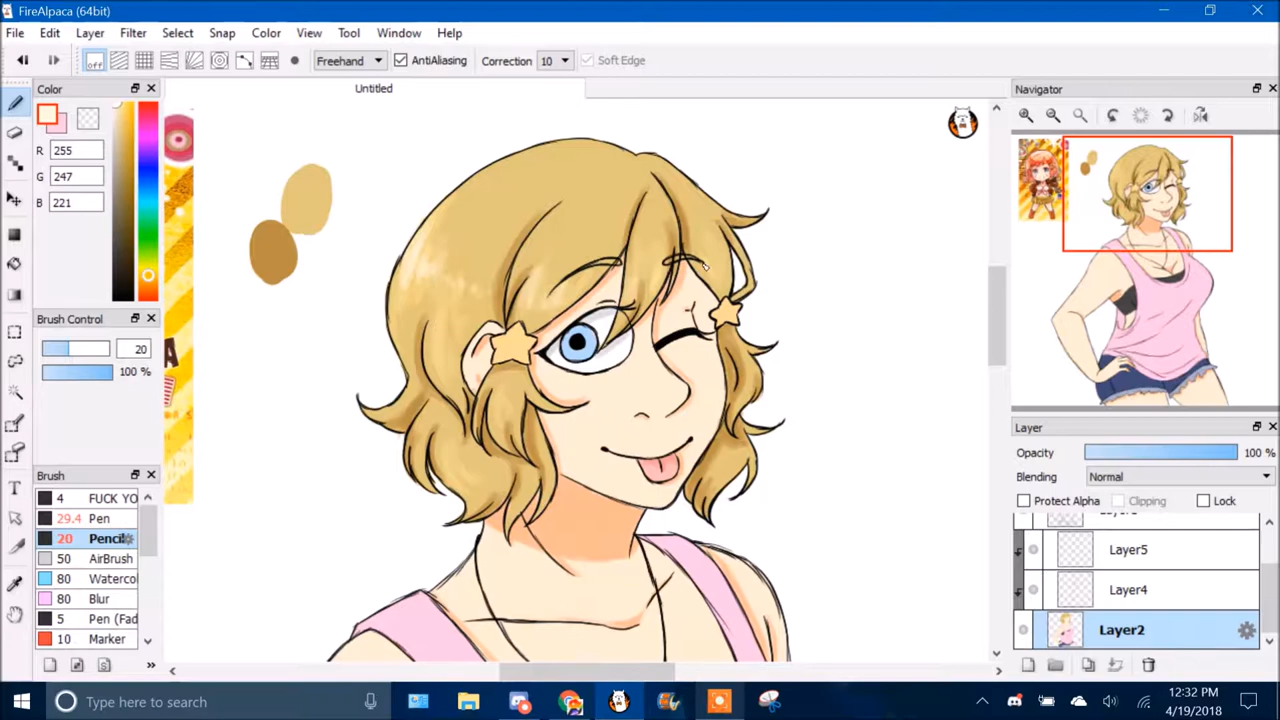 FireAlpaca (64bit)
File Edit Layer Filter Select Snap Color View Tool Window Help
off Freehand AntiAliasing Correction 10 Soft Edge
Color
Untitled
Navigator
R 255
G 247
B 221
Brush Control
20
100 %
Layer
Opacity 100 %
Blending Normal
Protect Alpha Clipping Lock
Brush
4 FUCK YO
29.4 Pen
20 Pencil
50 AirBrush
80 Waterco
80 Blur
5 Pen (Fad
10 Marker
Layer5
Layer4
Layer2
Type here to search
12:32 PM
4/19/2018